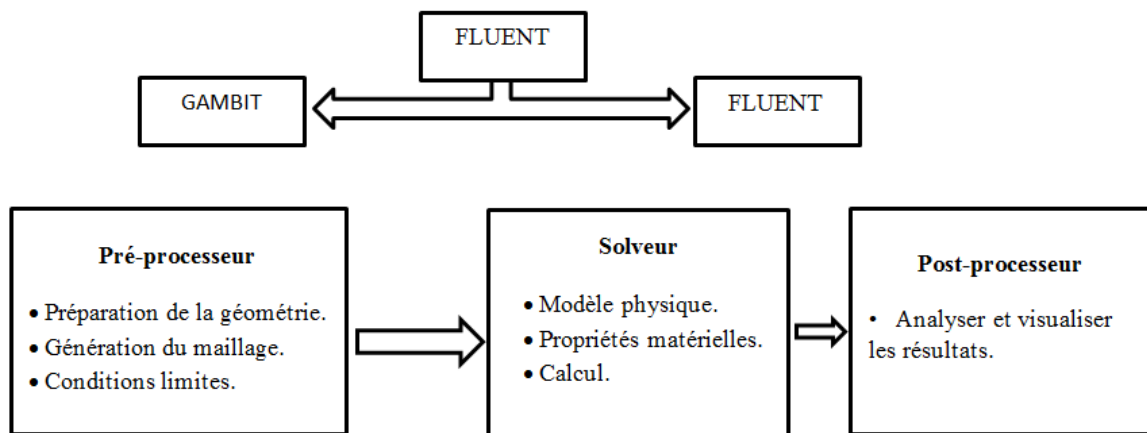 FLUENT
GAMBIT
FLUENT
Pré-processeur
• Préparation de la géométrie.
• Génération du maillage.
• Conditions limites.
Solveur
• Modèle physique.
• Propriétés matérielles.
• Calcul.
Post-processeur
• Analyser et visualiser
les résultats.